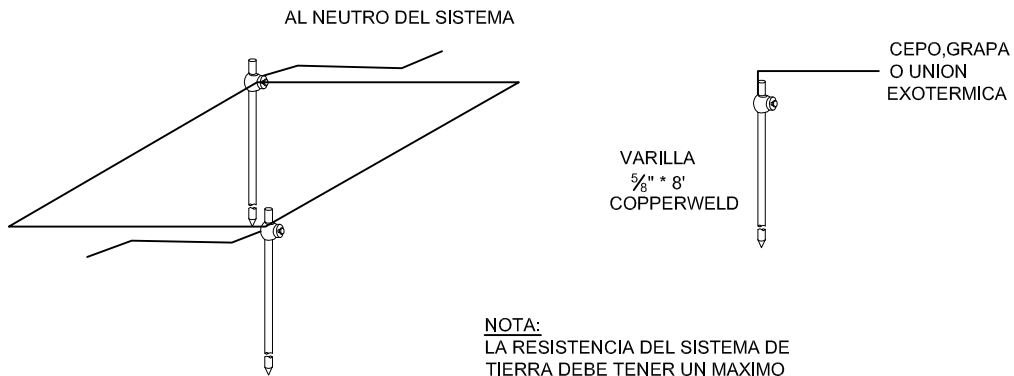 AL NEUTRO DEL SISTEMA
CEPO,GRAPA
O UNION
EXOTERMICA
VARILLA
5/8" * 8'
COPPERWELD
NOTA:
LA RESISTENCIA DEL SISTEMA DE
TIERRA DEBE TENER UN MAXIMO